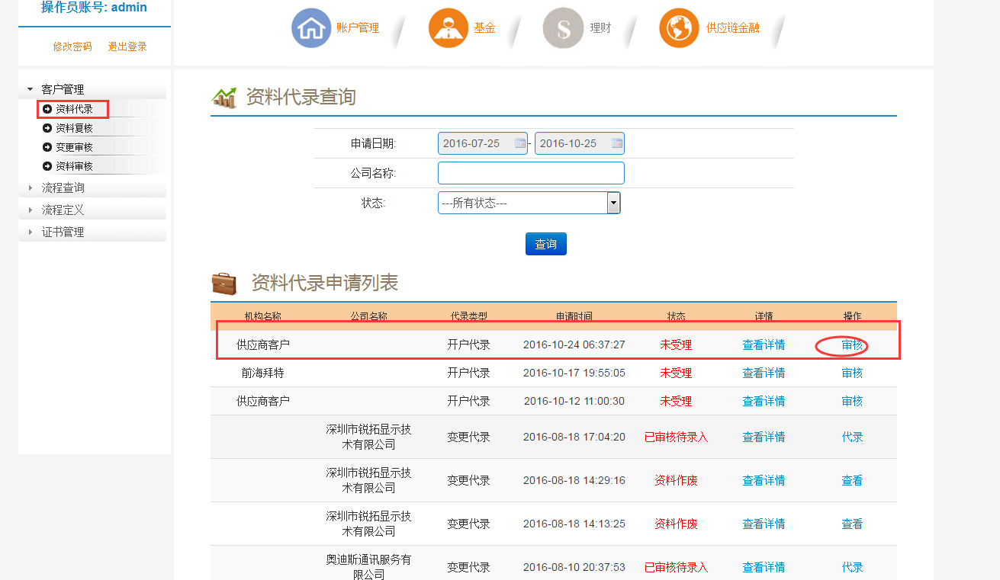 操作员账号: admin
修改密码 退出登录
账户管理 基金 理财 供应链金融
客户管理
资料代录
资料复核
变更审核
资料审核
流程查询
流程定义
证书管理
资料代录查询
申请日期: 2016-07-25 - 2016-10-25
公司名称:
状态: ---所有状态---
查询
资料代录申请列表
机构名称 公司名称 代录类型 申请时间 状态 详情 操作
供应商客户 开户代录 2016-10-24 06:37:27 未受理 查看详情 审核
前海拜特 开户代录 2016-10-17 19:55:05 未受理 查看详情 审核
供应商客户 开户代录 2016-10-12 11:00:30 未受理 查看详情 审核
深圳市锐拓显示技
术有限公司 变更代录 2016-08-18 17:04:20 已审核待录入 查看详情 代录
深圳市锐拓显示技
术有限公司 变更代录 2016-08-18 14:29:16 资料作废 查看详情 查看
深圳市锐拓显示技
术有限公司 变更代录 2016-08-18 14:13:25 资料作废 查看详情 查看
奥迪斯通讯服务有
限公司 变更代录 2016-08-10 20:37:53 已审核待录入 查看详情 代录